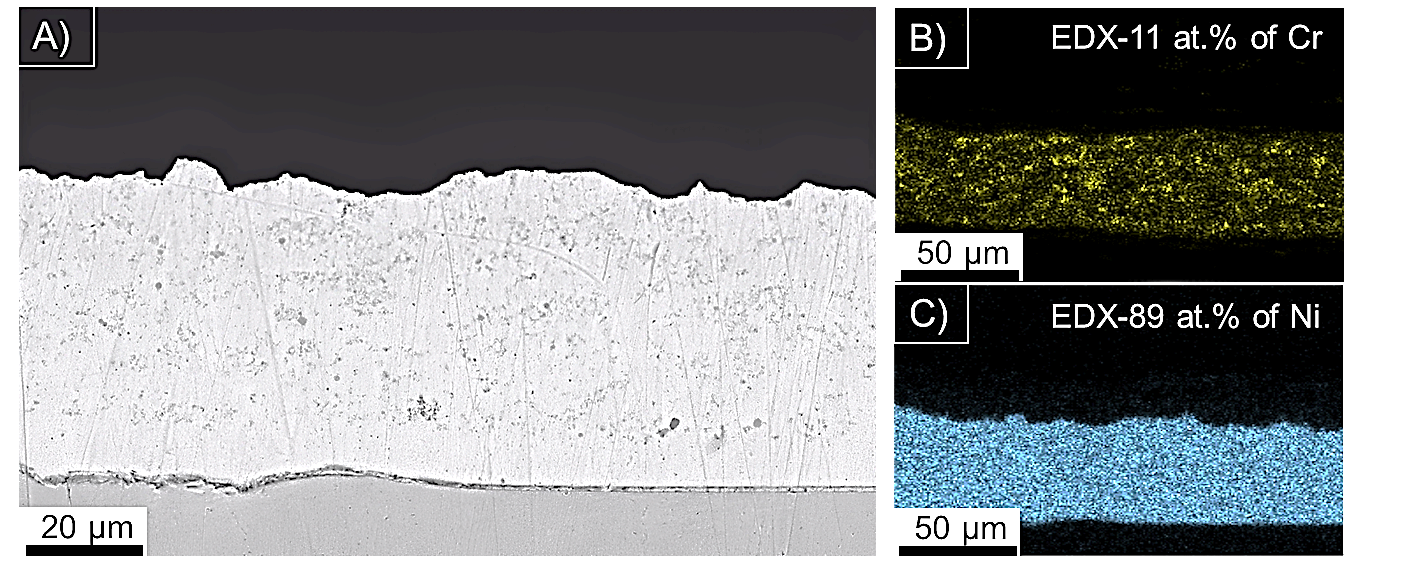 A)
20 µm
B)
EDX-11 at.% of Cr
50 µm
C)
EDX-89 at.% of Ni
50 µm